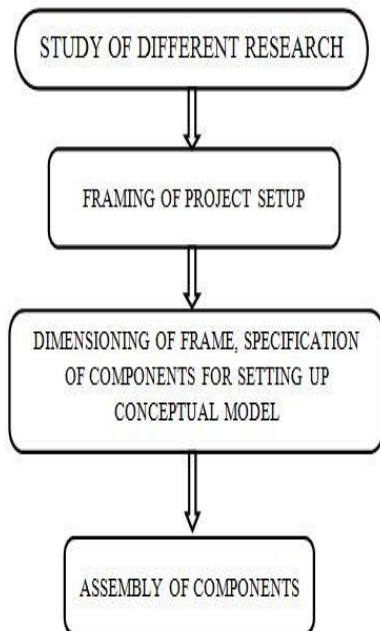 STUDY OF DIFFERENT RESEARCH
FRAMING OF PROJECT SETUP
DIMENSIONING OF FRAME, SPECIFICATION
OF COMPONENTS FOR SETTING UP
CONCEPTUAL MODEL
ASSEMBLY OF COMPONENTS